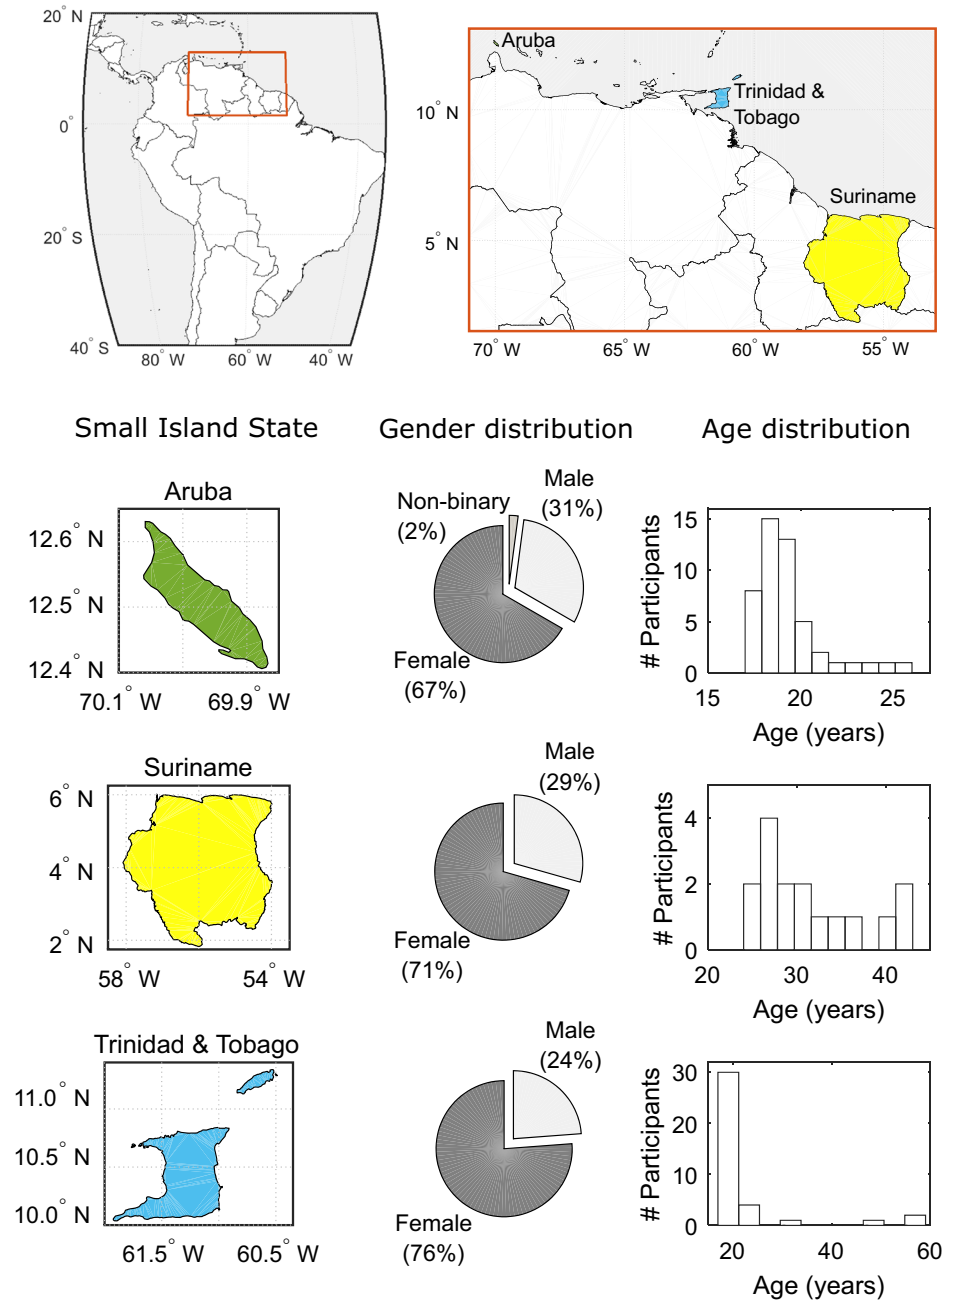 20° N
0°
20° S
40° S
80° W
60° W
40° W
Aruba
Trinidad &
Tobago
Suriname
10° N
5° N
70° W
65° W
60° W
55° W
Small Island State
Gender distribution
Age distribution
Aruba
12.6° N
12.5° N
12.4° N
70.1° W
69.9° W
Non-binary
(2%)
Male
(31%)
Female
(67%)
# Participants
15
10
5
0
15
20
25
Age (years)
Suriname
6° N
4° N
2° N
58° W
54° W
Male
(29%)
Female
(71%)
# Participants
4
2
0
20
30
40
Age (years)
Trinidad & Tobago
11.0° N
10.5° N
10.0° N
61.5° W
60.5° W
Male
(24%)
Female
(76%)
# Participants
30
20
10
0
20
40
60
Age (years)